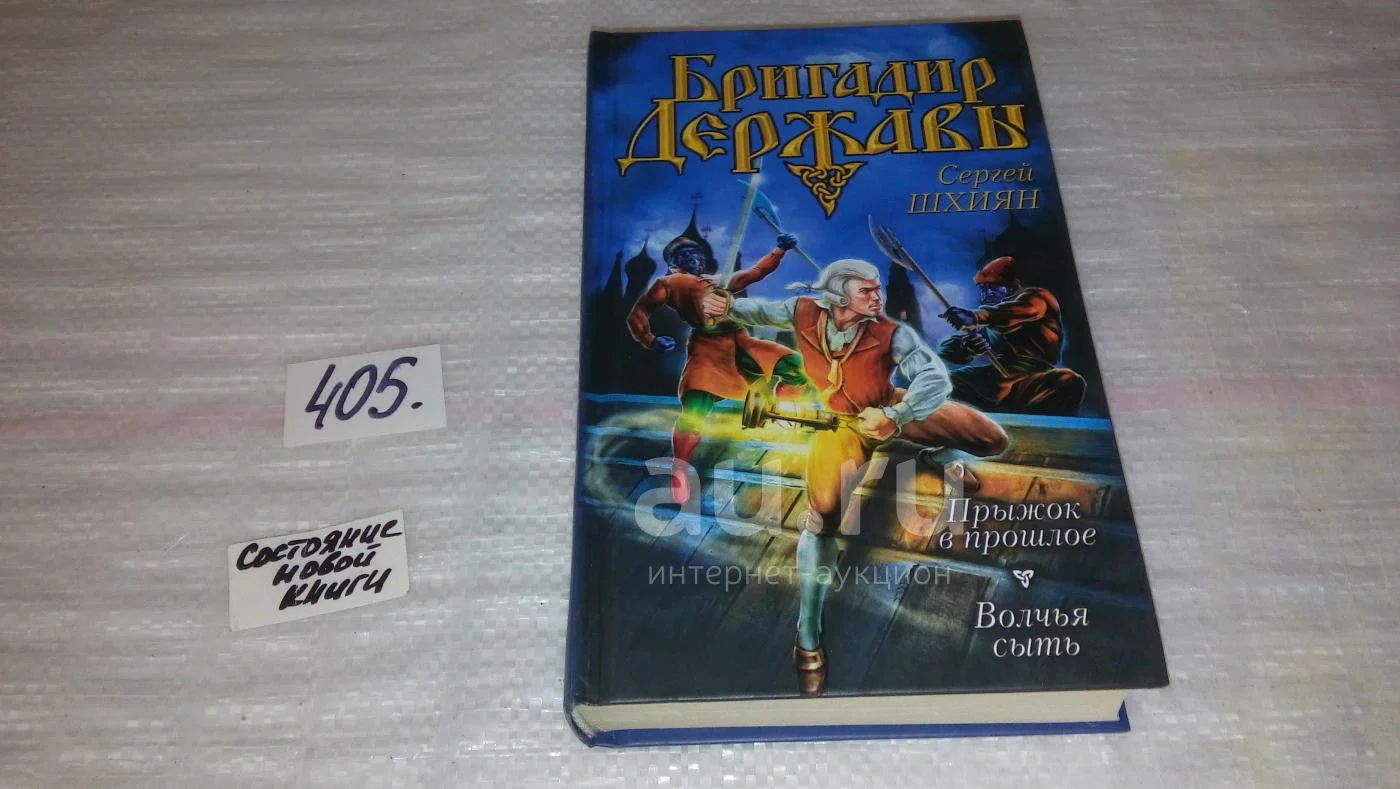 Бригадир
Державы
Сергей
ШХИЯН
405.
Состояние
новой
книги
Прыжок
в прошлое
Волчья
сыть
au.ru
интернет-аукцион